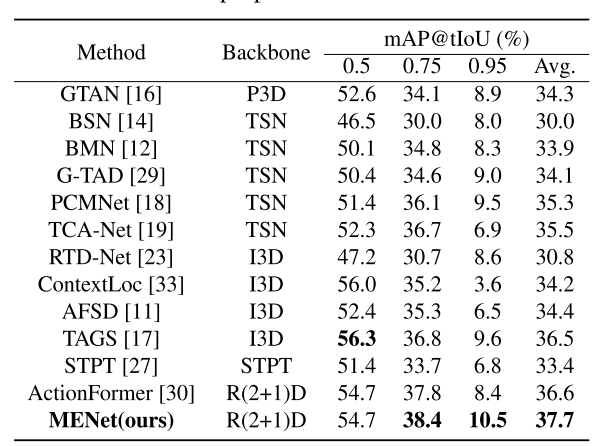 Method Backbone mAP@tIoU (%)
0.5 0.75 0.95 Avg.
GTAN [16] P3D 52.6 34.1 8.9 34.3
BSN [14] TSN 46.5 30.0 8.0 30.0
BMN [12] TSN 50.1 34.8 8.3 33.9
G-TAD [29] TSN 50.4 34.6 9.0 34.1
PCMNet [18] TSN 51.4 36.1 9.5 35.3
TCA-Net [19] TSN 52.3 36.7 6.9 35.5
RTD-Net [23] I3D 47.2 30.7 8.6 30.8
ContextLoc [33] I3D 56.0 35.2 3.6 34.2
AFSD [11] I3D 52.4 35.3 6.5 34.4
TAGS [17] I3D 56.3 36.8 9.6 36.5
STPT [27] STPT 51.4 33.7 6.8 33.4
ActionFormer [30] R(2+1)D 54.7 37.8 8.4 36.6
MENet(ours) R(2+1)D 54.7 38.4 10.5 37.7